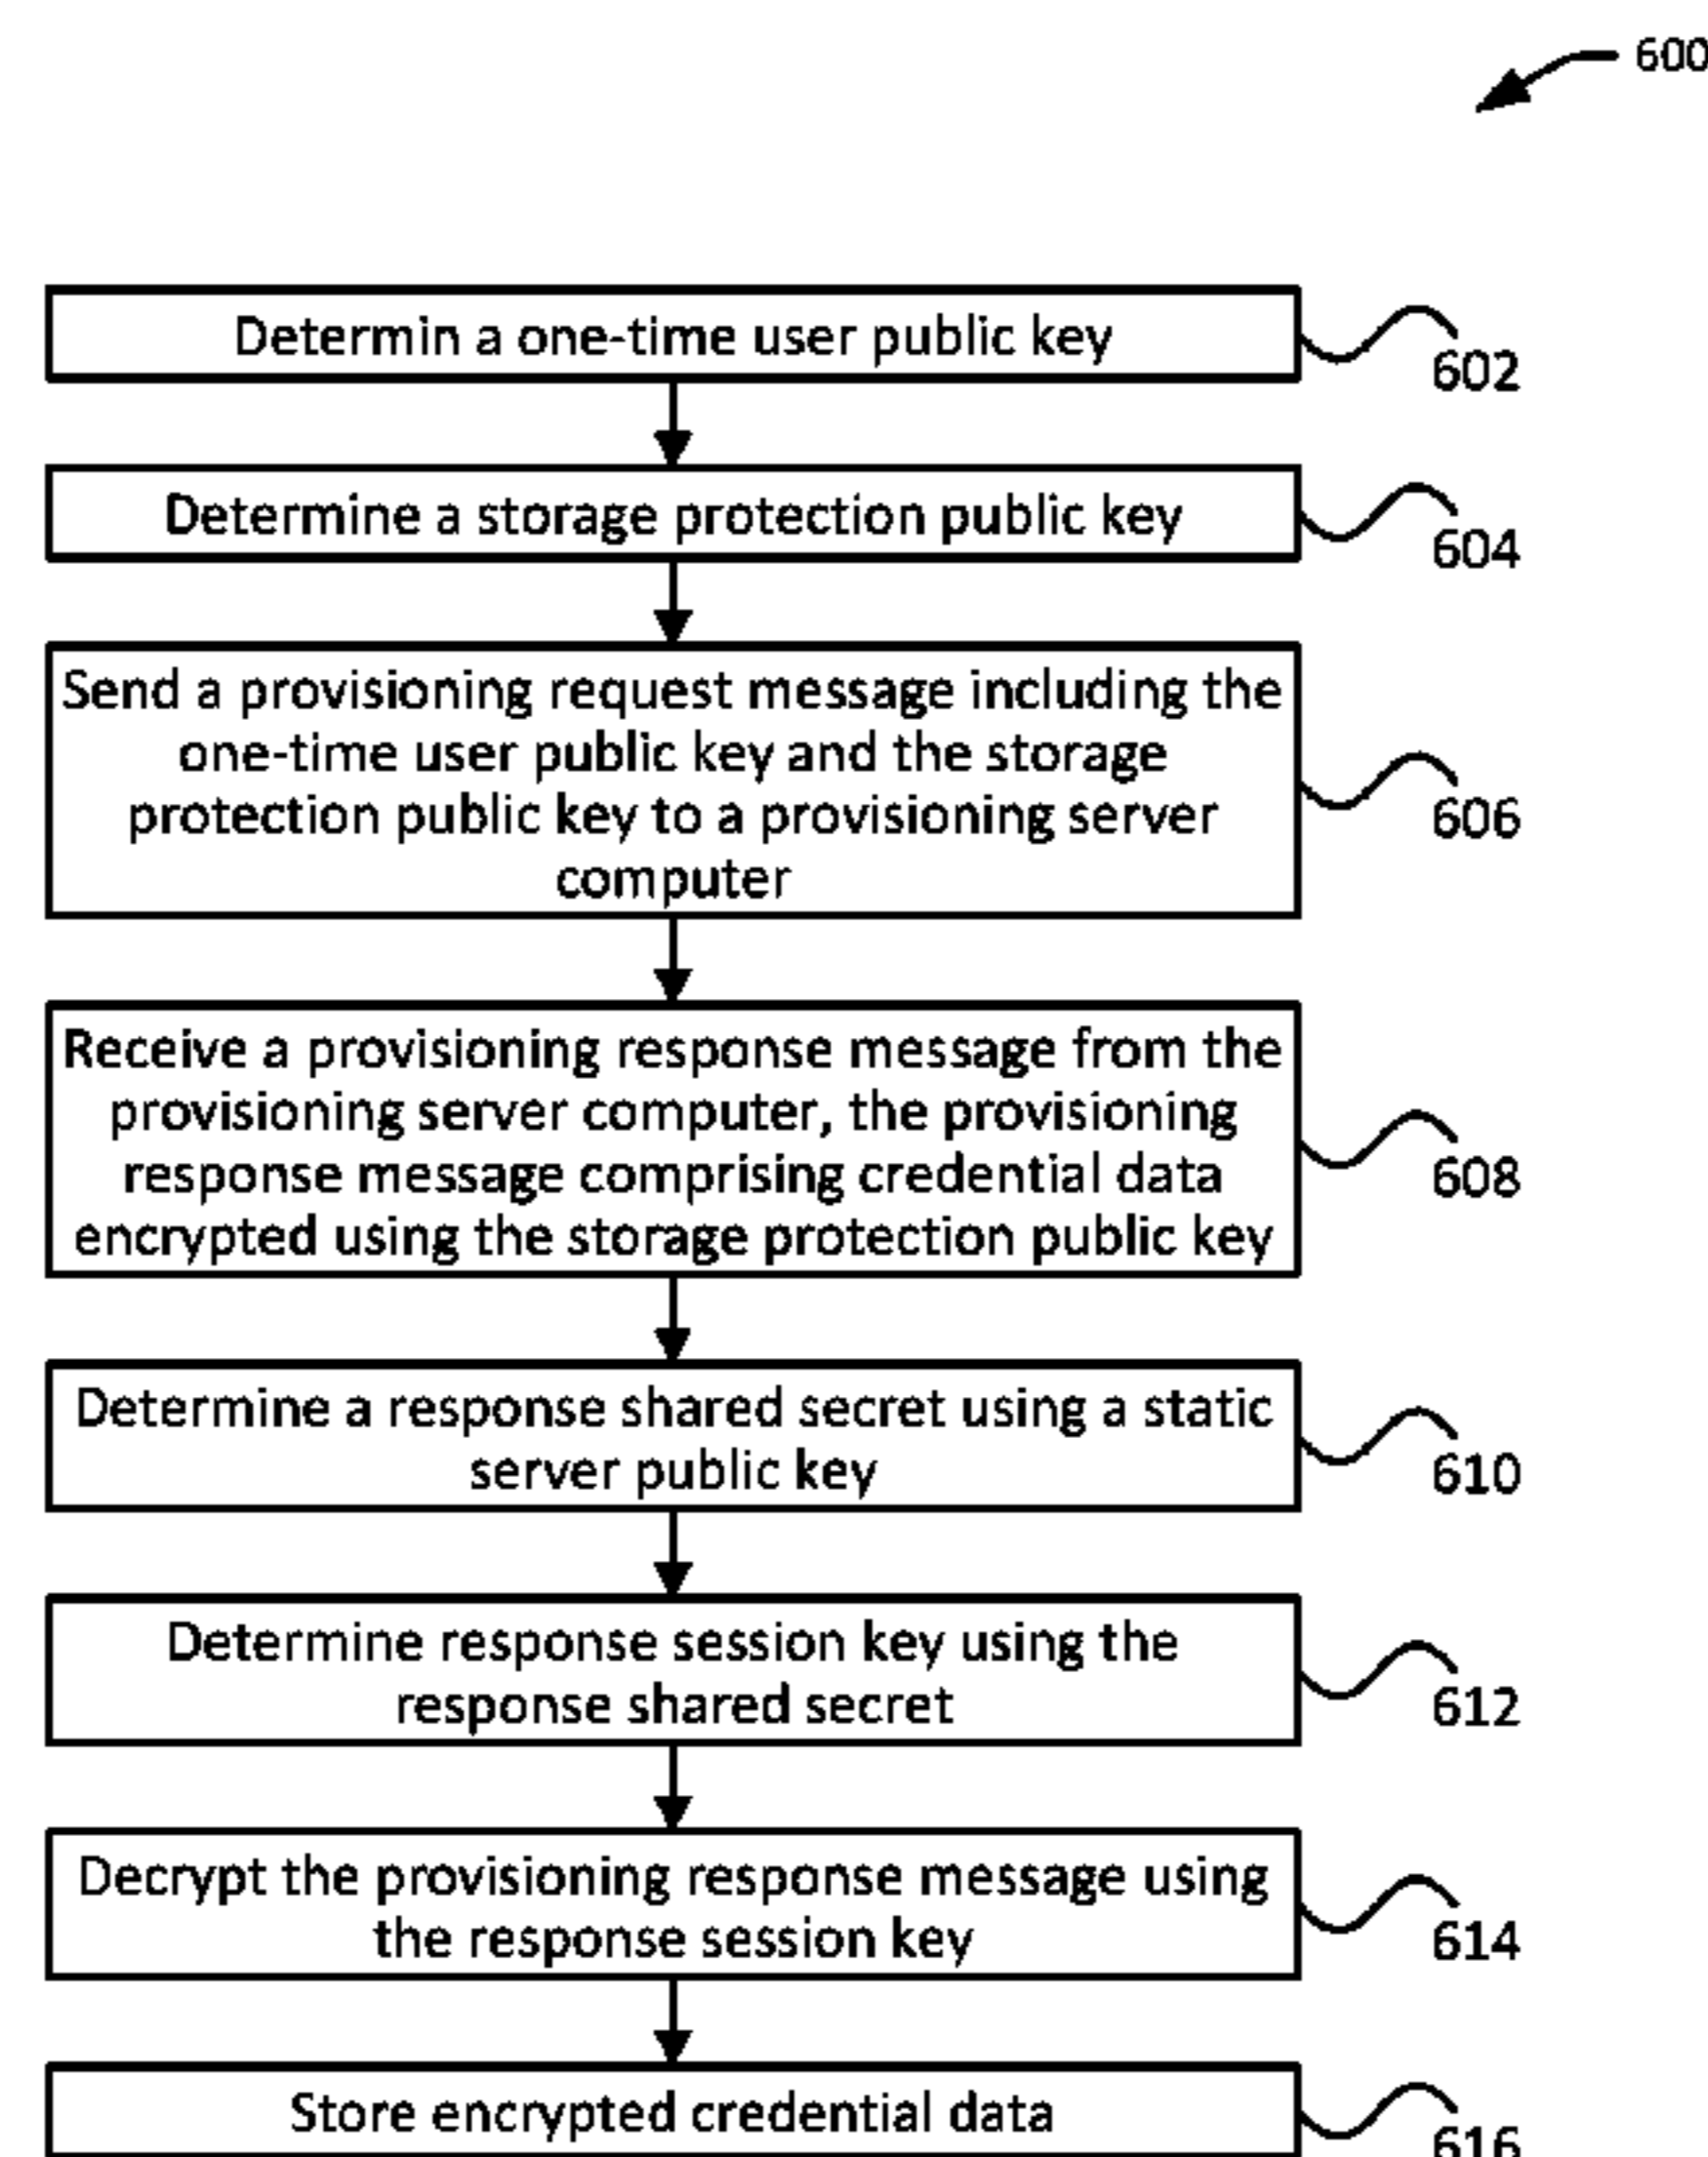 600
Determin a one-time user public key
602
Determine a storage protection public key
604
Send a provisioning request message including the
one-time user public key and the storage
protection public key to a provisioning server
computer
606
Receive a provisioning response message from the
provisioning server computer, the provisioning
response message comprising credential data
encrypted using the storage protection public key
608
Determine a response shared secret using a static
server public key
610
Determine response session key using the
response shared secret
612
Decrypt the provisioning response message using
the response session key
614
Store encrypted credential data
616